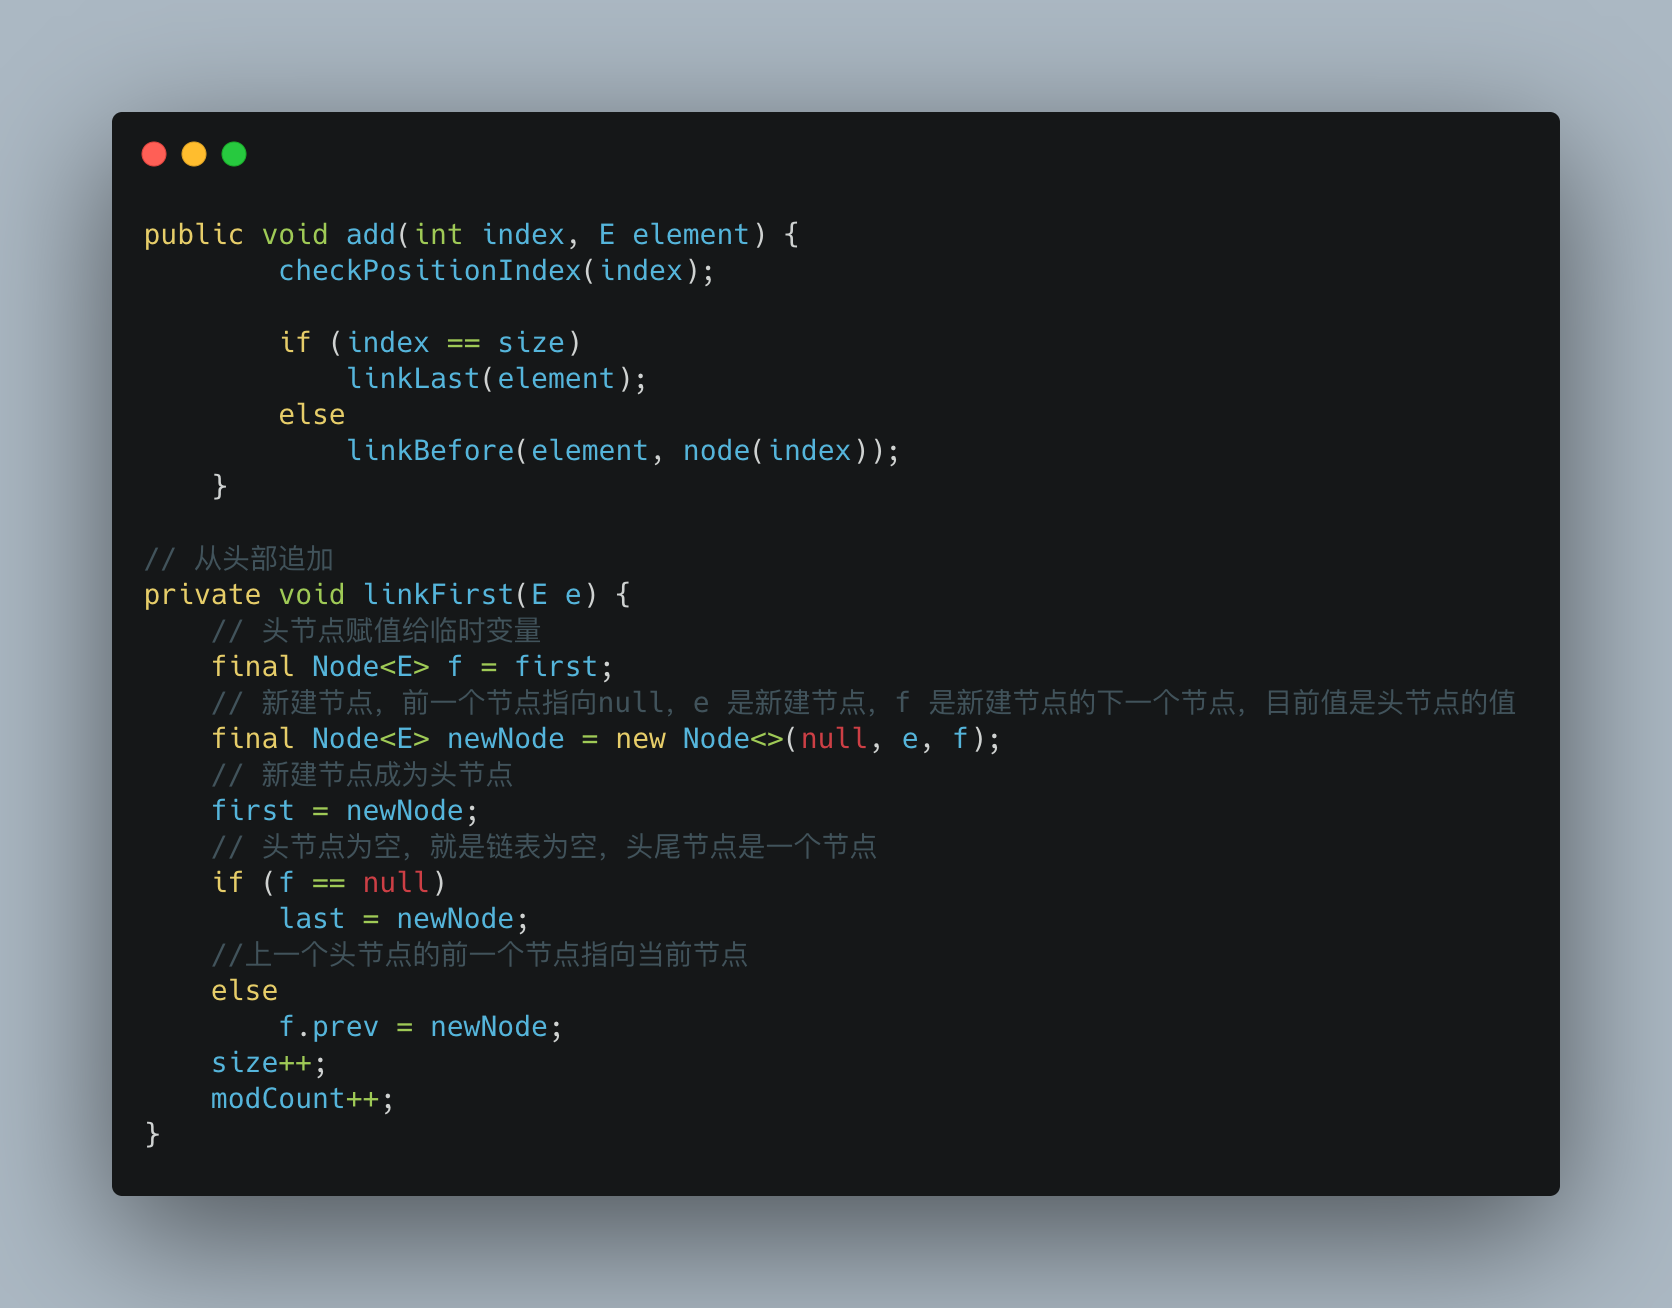 public void add(int index, E element) {
        checkPositionIndex(index);

        if (index == size)
            linkLast(element);
        else
            linkBefore(element, node(index));
    }

// 从头部追加
private void linkFirst(E e) {
    // 头节点赋值给临时变量
    final Node<E> f = first;
    // 新建节点，前一个节点指向null，e 是新建节点，f 是新建节点的下一个节点，目前值是头节点的值
    final Node<E> newNode = new Node<>(null, e, f);
    // 新建节点成为头节点
    first = newNode;
    // 头节点为空，就是链表为空，头尾节点是一个节点
    if (f == null)
        last = newNode;
    //上一个头节点的前一个节点指向当前节点
    else
        f.prev = newNode;
    size++;
    modCount++;
}